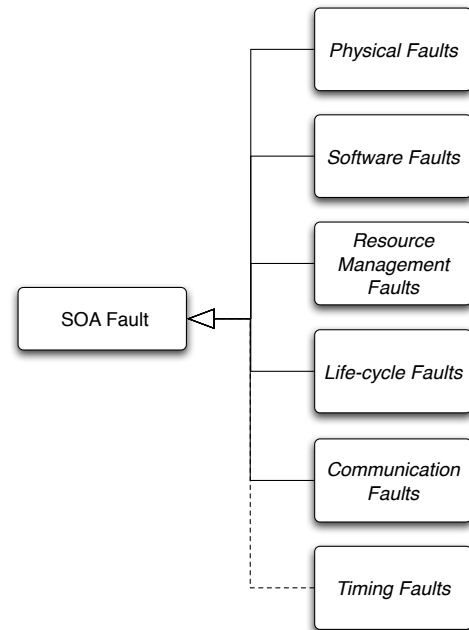 Physical Faults
Software Faults
Resource
Management
Faults
SOA Fault
Life-cycle Faults
Communication
Faults
Timing Faults